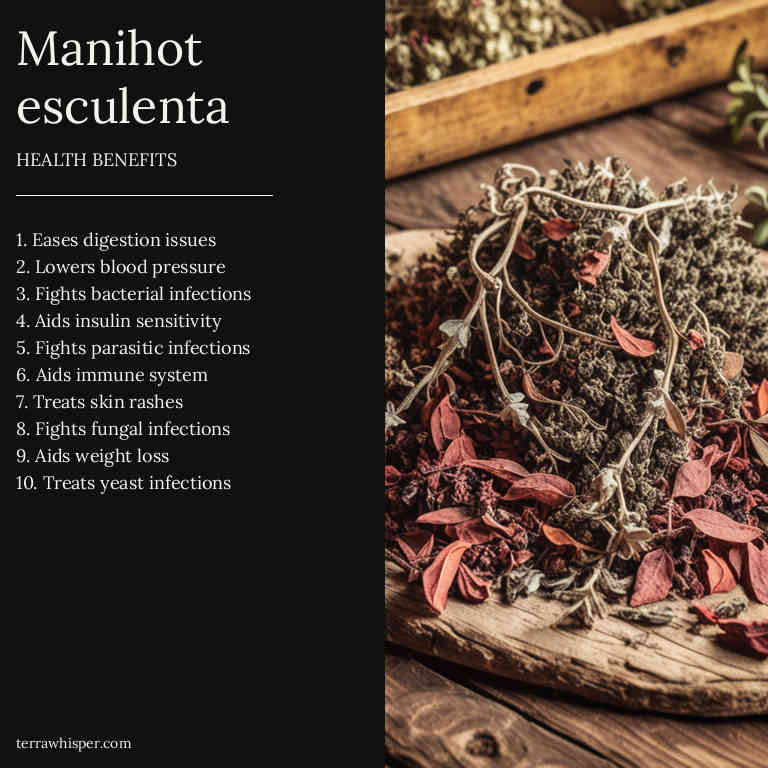 Manihot
esculenta
HEALTH BENEFITS
1. Eases digestion issues
2. Lowers blood pressure
3. Fights bacterial infections
4. Aids insulin sensitivity
5. Fights parasitic infections
6. Aids immune system
7. Treats skin rashes
8. Fights fungal infections
9. Aids weight loss
10. Treats yeast infections
terrawhisper.com